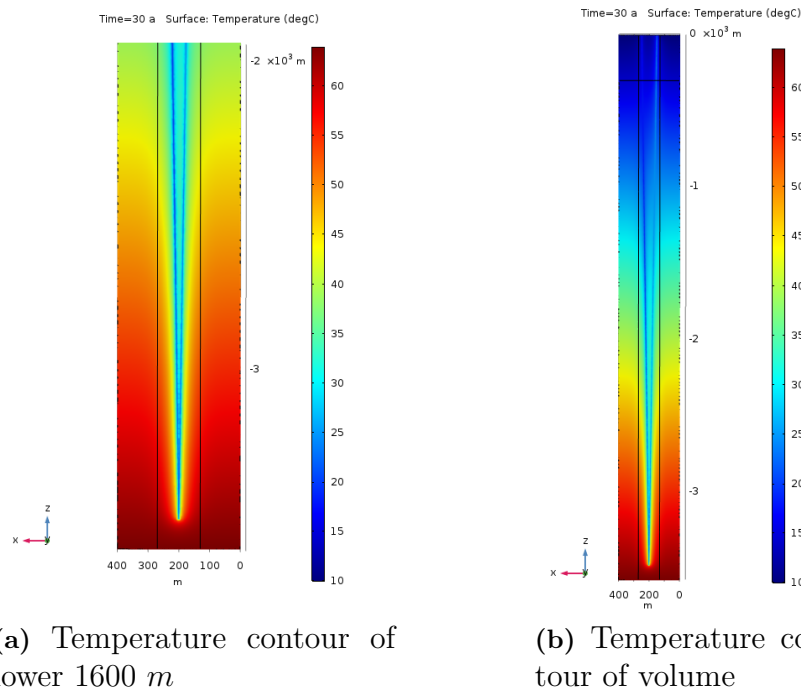 Time=30 a Surface: Temperature (degC)
-2 ×10³ m
60
55
50
45
40
35
30
25
20
15
10
-3
z
x
y
400 300 200 100 0
m
(a) Temperature contour of
lower 1600 m
Time=30 a Surface: Temperature (degC)
0 ×10³ m
-1
-2
-3
60
z
x
y
400 200 0
m
10
(b)
tour of volume